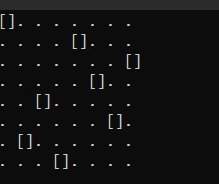 []. . . . . . .
. . . . []. . .
. . . . . . . []
. . . . . []. .
. . []. . . . .
. . . . . . [].
. []. . . . . .
. . . []. . . .